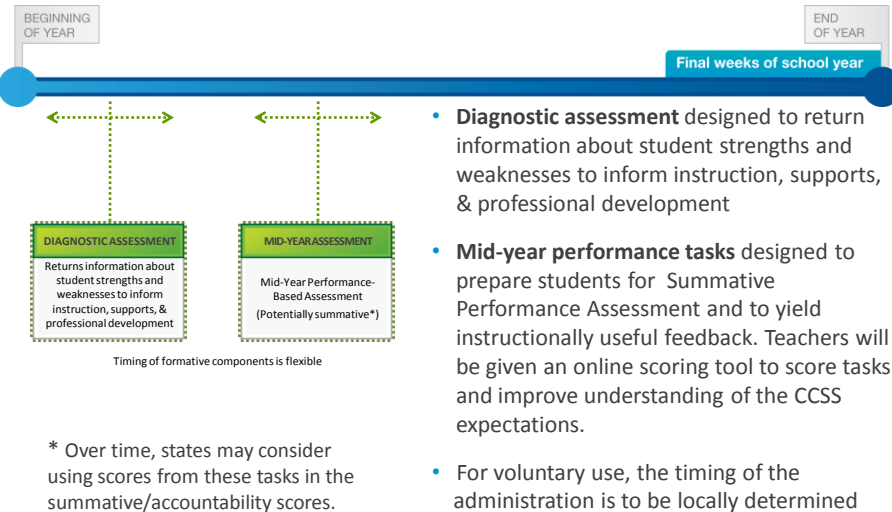 BEGINNING
OF YEAR
END
OF YEAR
Final weeks of school year
DIAGNOSTIC ASSESSMENT
Returns information about
student strengths and
weaknesses to inform
instruction, supports, &
professional development
MID-YEAR ASSESSMENT
Mid-Year Performance-
Based Assessment
(Potentially summative*)
Timing of formative components is flexible
* Over time, states may consider
using scores from these tasks in the
summative/accountability scores.
• Diagnostic assessment designed to return
information about student strengths and
weaknesses to inform instruction, supports,
& professional development
• Mid-year performance tasks designed to
prepare students for Summative
Performance Assessment and to yield
instructionally useful feedback. Teachers will
be given an online scoring tool to score tasks
and improve understanding of the CCSS
expectations.
• For voluntary use, the timing of the
administration is to be locally determined